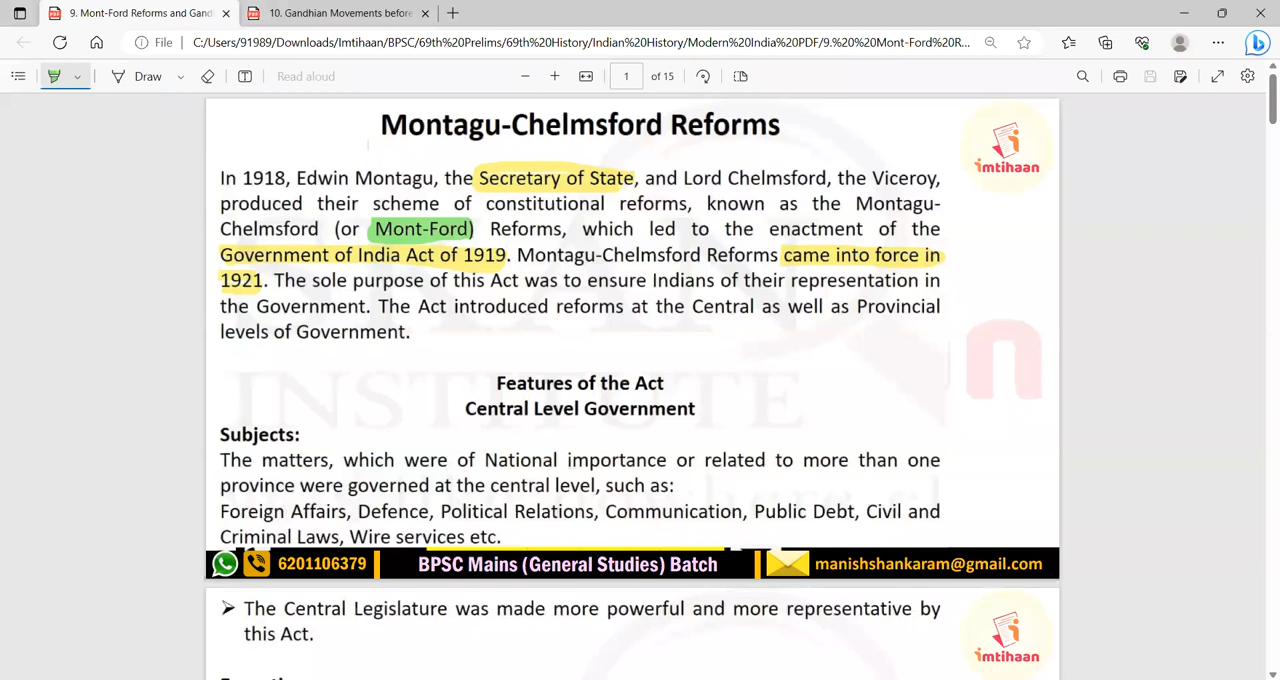 9. Mont-Ford Reforms and Gand
10. Gandhian Movements before
File
C:/Users/91989/Downloads/Imtihaan/BPSC/69th%20Prelims/69th%20History/Indian%20History/Modern%20India%20PDF/9.%20%20Mont-Ford%20R...
Draw
Read aloud
1 of 15
Montagu-Chelmsford Reforms
imtihaan
In 1918, Edwin Montagu, the Secretary of State, and Lord Chelmsford, the Viceroy,
produced their scheme of constitutional reforms, known as the Montagu-
Chelmsford (or Mont-Ford) Reforms, which led to the enactment of the
Government of India Act of 1919. Montagu-Chelmsford Reforms came into force in
1921. The sole purpose of this Act was to ensure Indians of their representation in
the Government. The Act introduced reforms at the Central as well as Provincial
levels of Government.
Features of the Act
Central Level Government
INSTITUTE
Subjects:
The matters, which were of National importance or related to more than one
province were governed at the central level, such as:
Foreign Affairs, Defence, Political Relations, Communication, Public Debt, Civil and
Criminal Laws, Wire services etc.
6201106379 BPSC Mains (General Studies) Batch manishshankaram@gmail.com
➢ The Central Legislature was made more powerful and more representative by
this Act.
imtihaan